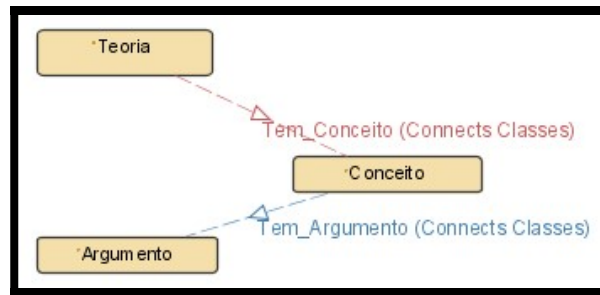 Teoria
Tem_Conceito (Connects Classes)
Conceito
Tem_Argumento (Connects Classes)
Argumento